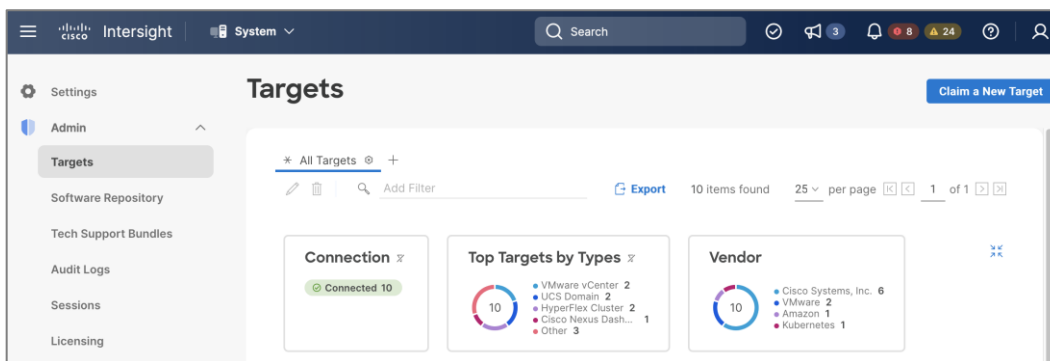 cisco Intersight System Search 3 8 24
Settings
Admin
Targets
Software Repository
Tech Support Bundles
Audit Logs
Sessions
Licensing
Targets
Claim a New Target
All Targets
Add Filter Export 10 items found 25 per page 1 of 1
Connection
Connected 10
Top Targets by Types
10
VMware vCenter 2
UCS Domain 2
HyperFlex Cluster 2
Cisco Nexus Dash... 1
Other 3
Vendor
10
Cisco Systems, Inc. 6
VMware 2
Amazon 1
Kubernetes 1